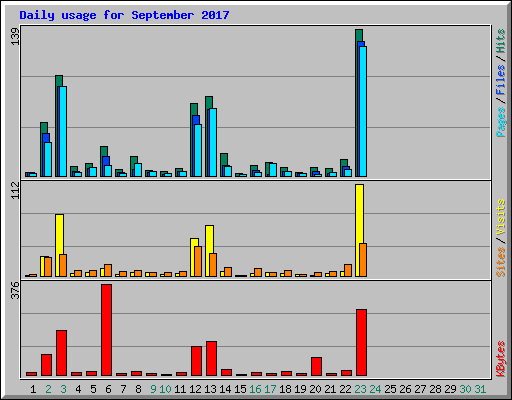 Daily usage for September 2017
139
Pages / Files / Hits
112
Sites / Visits
376
KBytes
1 2 3 4 5 6 7 8 9 10 11 12 13 14 15 16 17 18 19 20 21 22 23 24 25 26 27 28 29 30 31